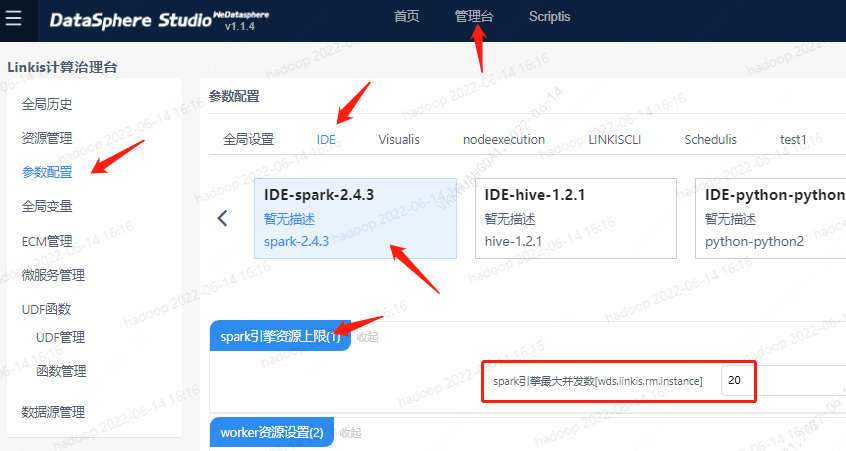 DataSphere Studio WeDatasphere v1.1.4
首页 管理台 Scriptis
Linkis计算治理台
全局历史
资源管理
参数配置
全局变量
ECM管理
微服务管理
UDF函数
UDF管理
函数管理
数据源管理
参数配置
全局设置 IDE Visualis nodeexecution LINKISCLI Schedulis test1
IDE-spark-2.4.3
暂无描述
spark-2.4.3
IDE-hive-1.2.1
暂无描述
hive-1.2.1
IDE-python-python
暂无描述
python-python2
spark引擎资源上限(1) 收起
spark引擎最大并发数[wds.linkis.rm.instance] 20
worker资源设置(2) 收起
hadoop 2022-06-14 16:16